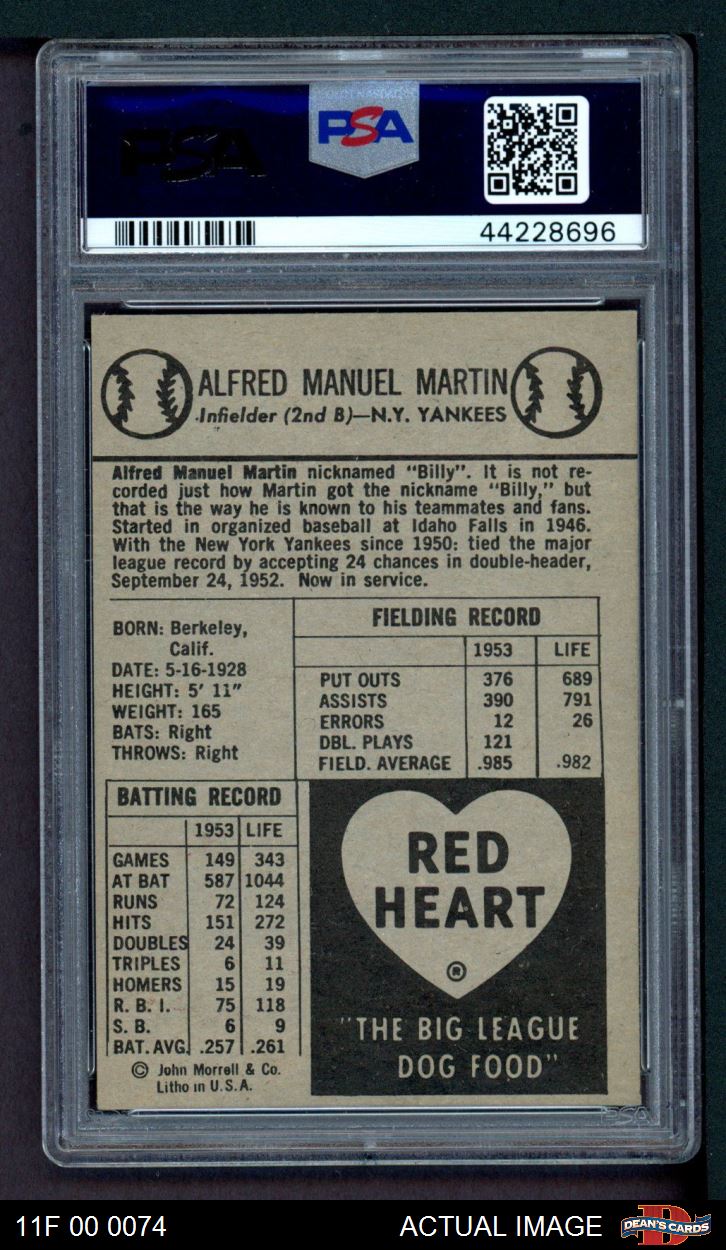 PSA
PSA
44228696
ALFRED MANUEL MARTIN
Infielder (2nd B)—N.Y. YANKEES
Alfred Manuel Martin nicknamed “Billy”. It is not re-
corded just how Martin got the nickname “Billy,” but
that is the way he is known to his teammates and fans.
Started in organized baseball at Idaho Falls in 1946.
With the New York Yankees since 1950: tied the major
league record by accepting 24 chances in double-header,
September 24, 1952. Now in service.
BORN: Berkeley,
Calif.
DATE: 5-16-1928
HEIGHT: 5′ 11″
WEIGHT: 165
BATS: Right
THROWS: Right
FIELDING RECORD
1953 LIFE
PUT OUTS 376 689
ASSISTS 390 791
ERRORS 12 26
DBL. PLAYS 121
FIELD. AVERAGE .985 .982
BATTING RECORD
1953 LIFE
GAMES 149 343
AT BAT 587 1044
RUNS 72 124
HITS 151 272
DOUBLES 24 39
TRIPLES 6 11
HOMERS 15 19
R. B. I. 75 118
S. B. 6 9
BAT. AVG. .257 .261
© John Morrell & Co.
Litho in U.S.A.
RED
HEART
®
"THE BIG LEAGUE
DOG FOOD"
PSA
11F 00 0074 ACTUAL IMAGE DEAN'S CARDS